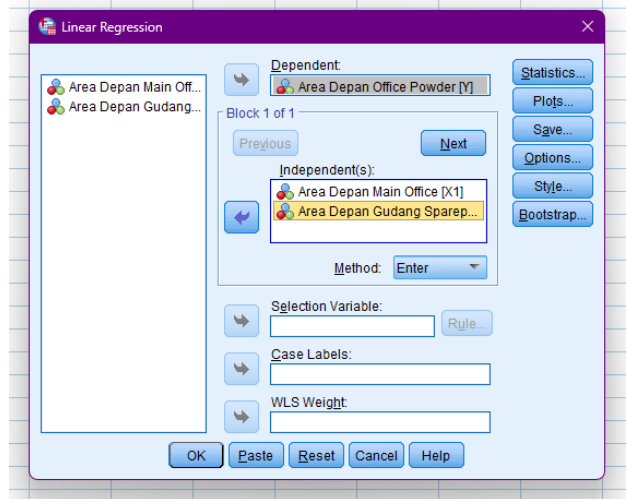 Linear Regression
Area Depan Main Off...
Area Depan Gudang...
Dependent:
Area Depan Office Powder [Y]
Block 1 of 1
Previous
Next
Independent(s):
Area Depan Main Office [X1]
Area Depan Gudang Sparep...
Method: Enter
Selection Variable:
Rule...
Case Labels:
WLS Weight:
Statistics...
Plots...
Save...
Options...
Style...
Bootstrap...
OK Paste Reset Cancel Help